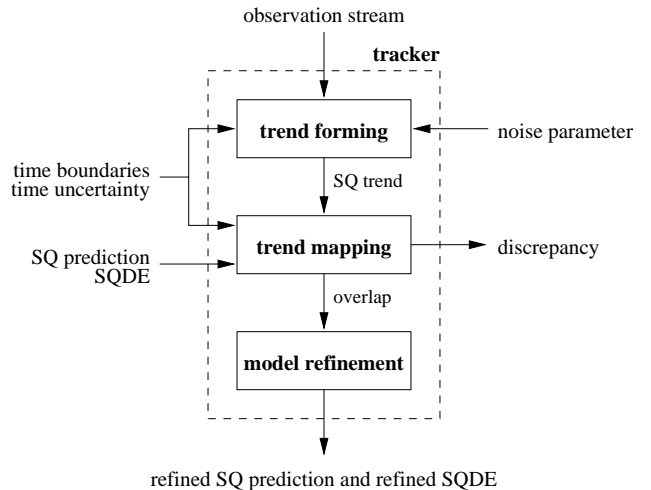 observation stream
tracker
trend forming
noise parameter
SQ trend
time boundaries
time uncertainty
trend mapping
discrepancy
SQ prediction
SQDE
overlap
model refinement
refined SQ prediction and refined SQDE